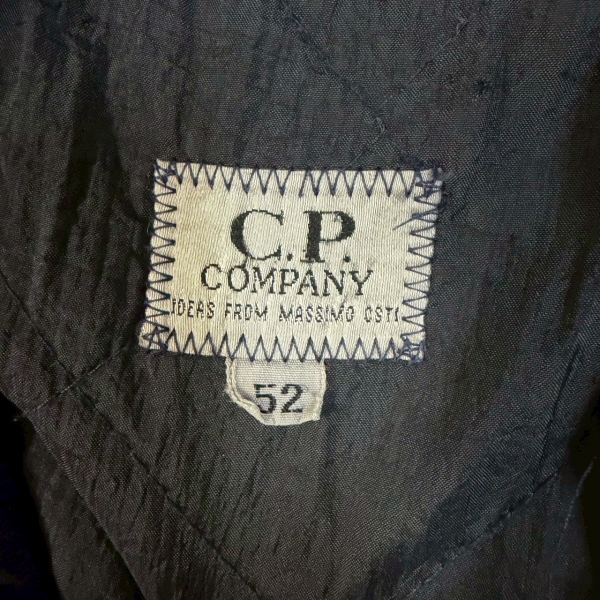 C.P.
COMPANY
IDEAS FROM MASSIMO OSTI
52